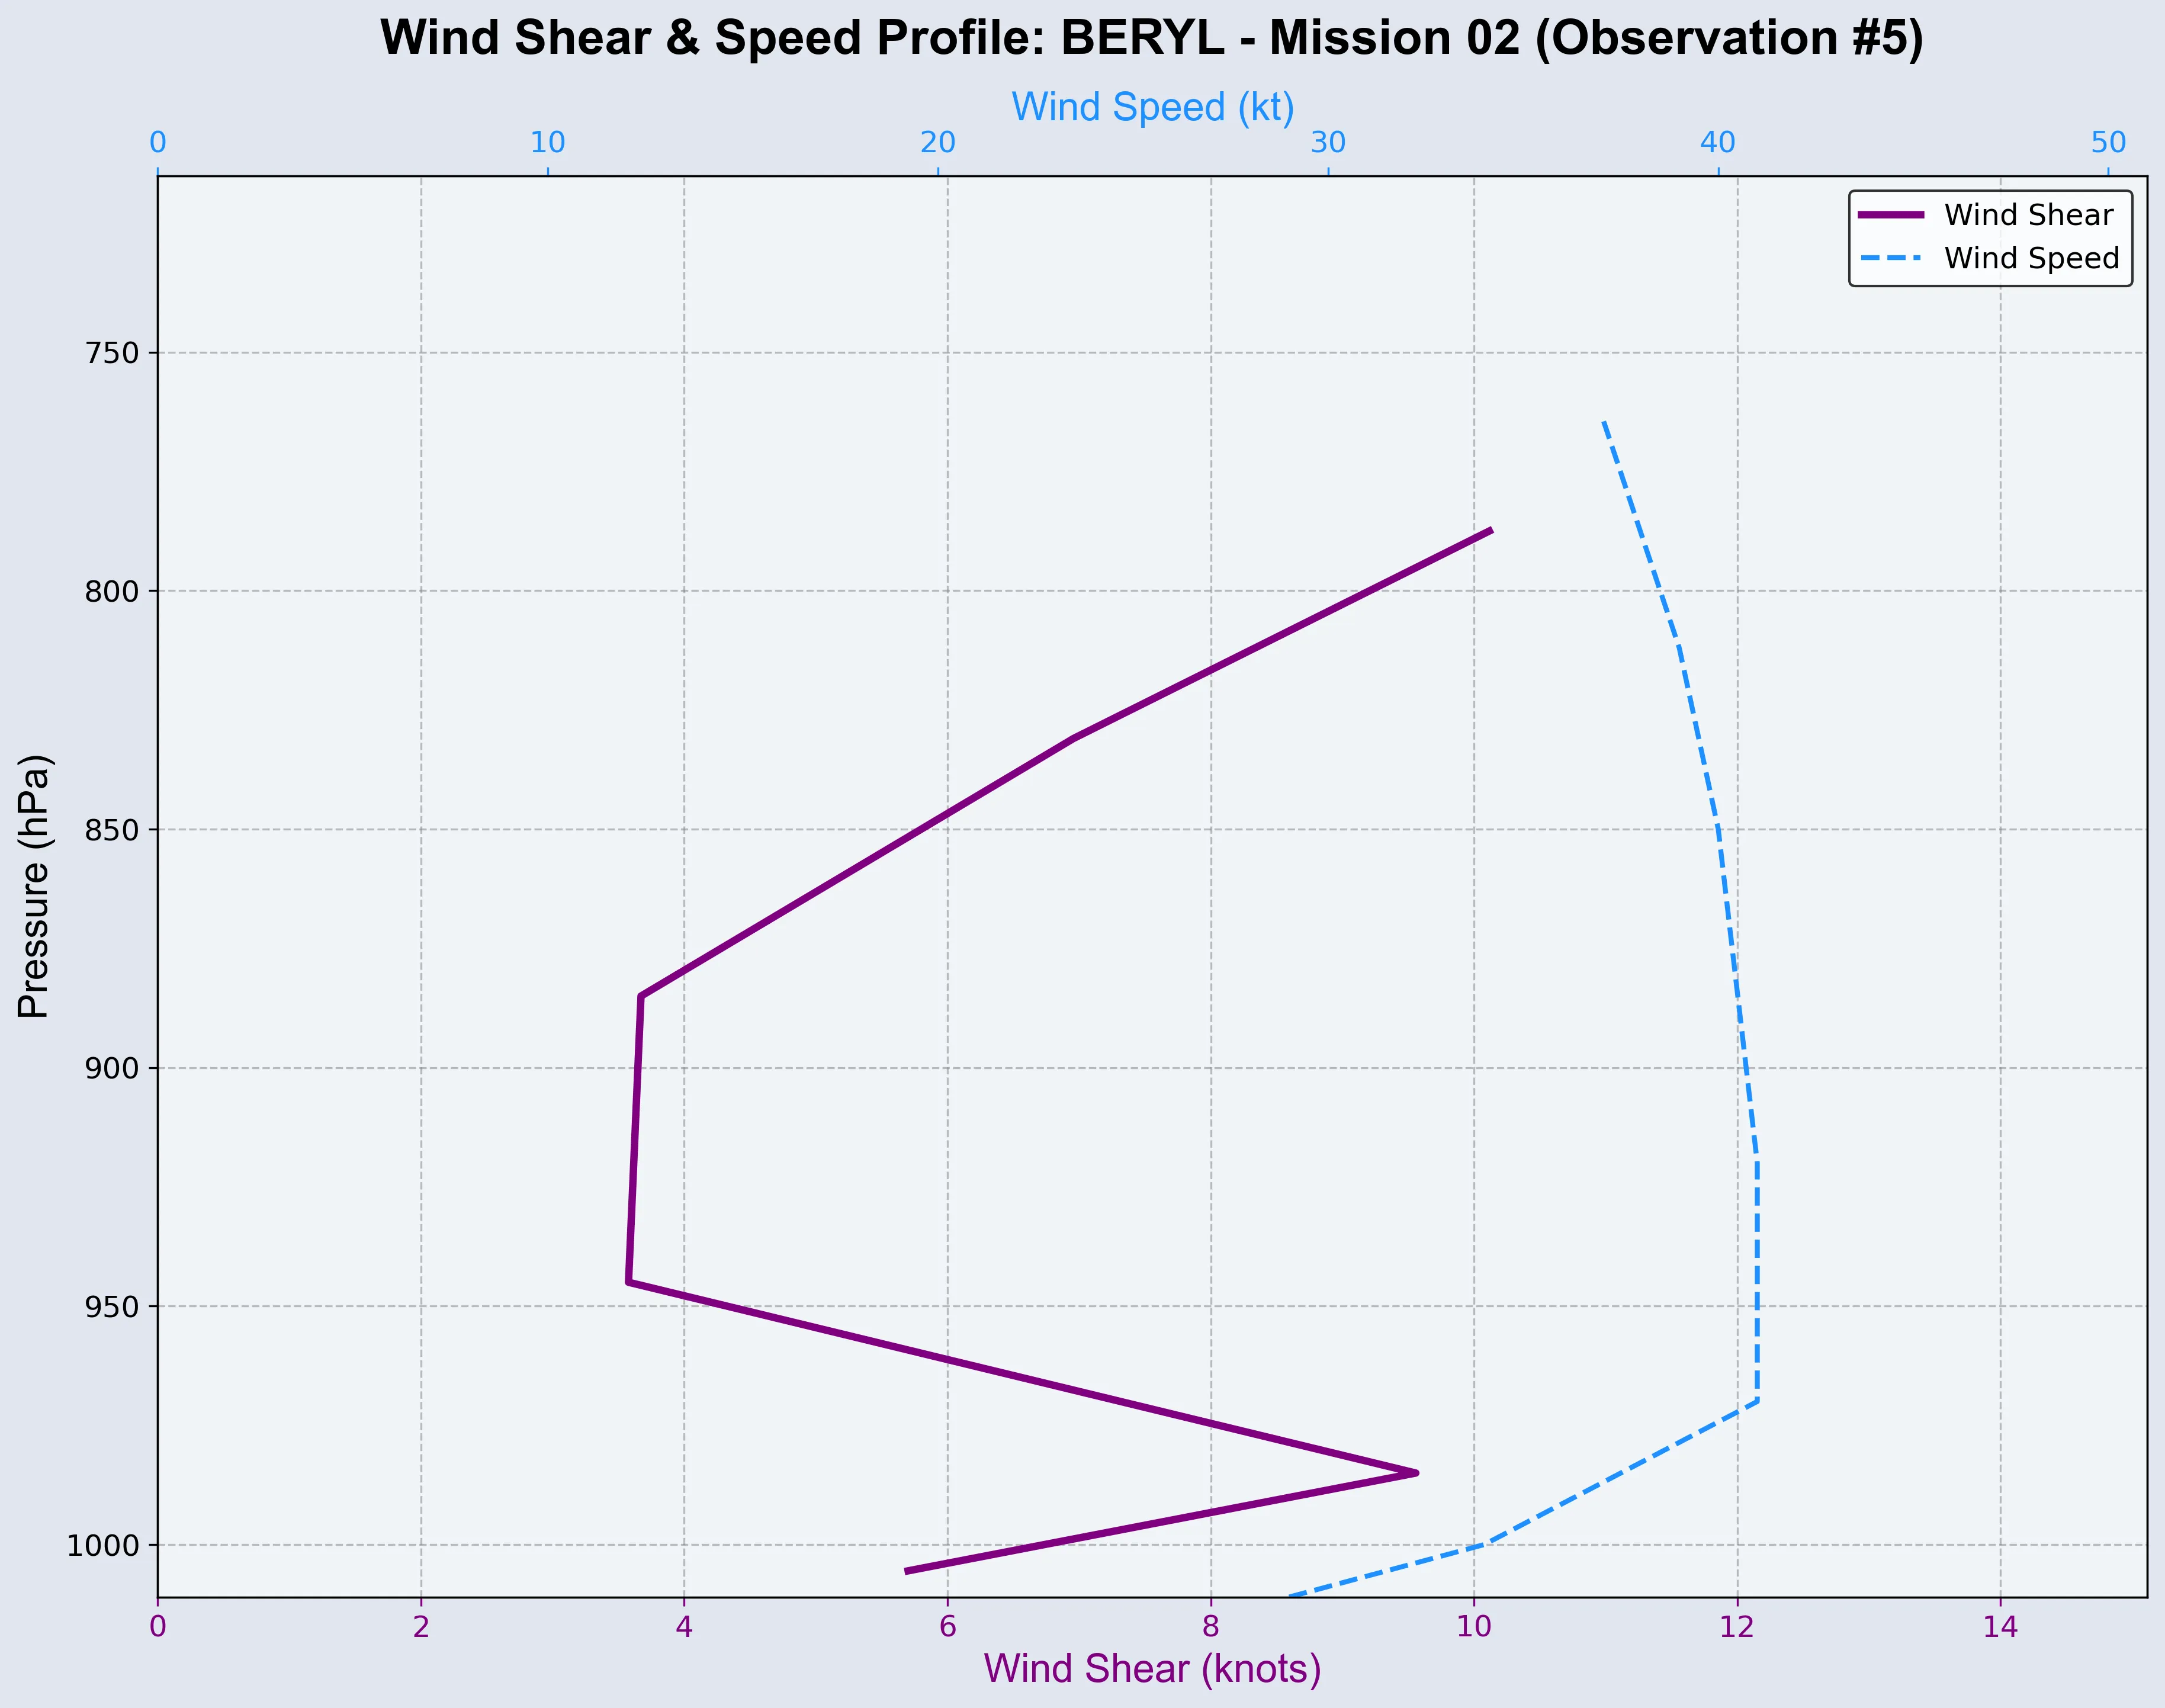 Wind Shear & Speed Profile: BERYL - Mission 02 (Observation #5)
Wind Speed (kt)
0 10 20 30 40 50
Wind Shear
Wind Speed
750
800
850
900
950
1000
Pressure (hPa)
0 2 4 6 8 10 12 14
Wind Shear (knots)